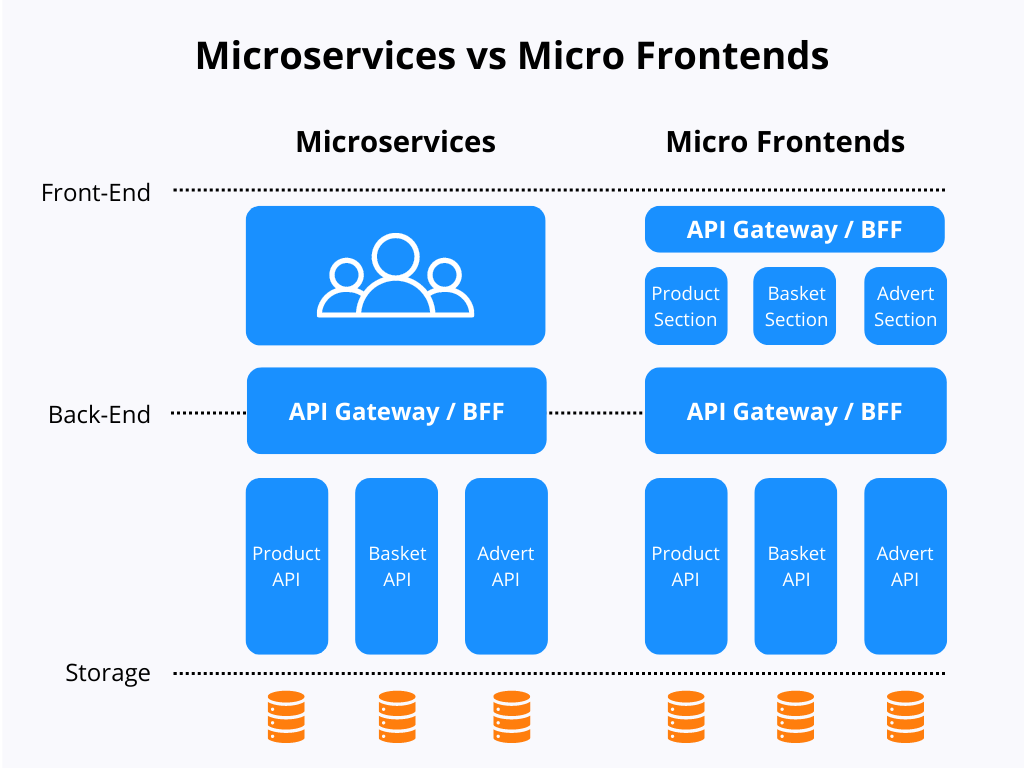 Microservices vs Micro Frontends
Microservices
Micro Frontends
Front-End
API Gateway / BFF
Product
Section
Basket
Section
Advert
Section
Back-End
API Gateway / BFF
API Gateway / BFF
Product
API
Basket
API
Advert
API
Product
API
Basket
API
Advert
API
Storage